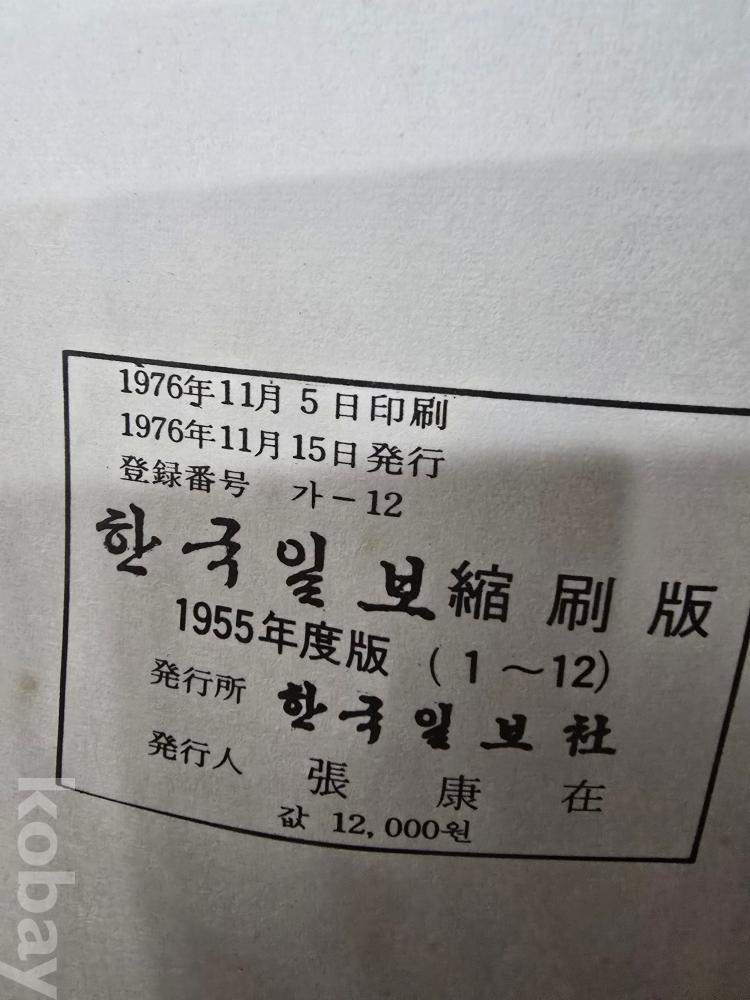 1976年11月 5 日印刷
1976年11月15日発行
登録番号 가－12
한국일보縮刷版
1955年度版 (1～12)
発行所 한국일보社
発行人 張康在
값 12,000원
kobay